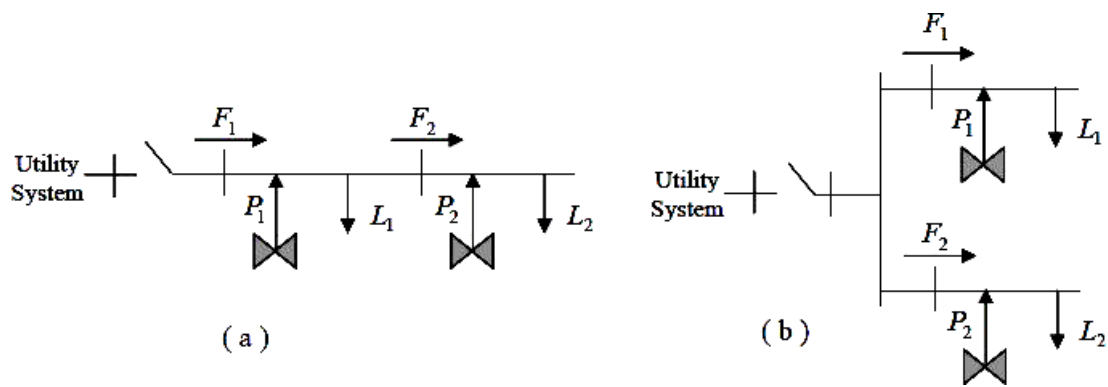 F₁
F₂
Utility
System
P₁
L₁
P₂
L₂
( a )
F₁
P₁
L₁
Utility
System
F₂
P₂
L₂
( b )